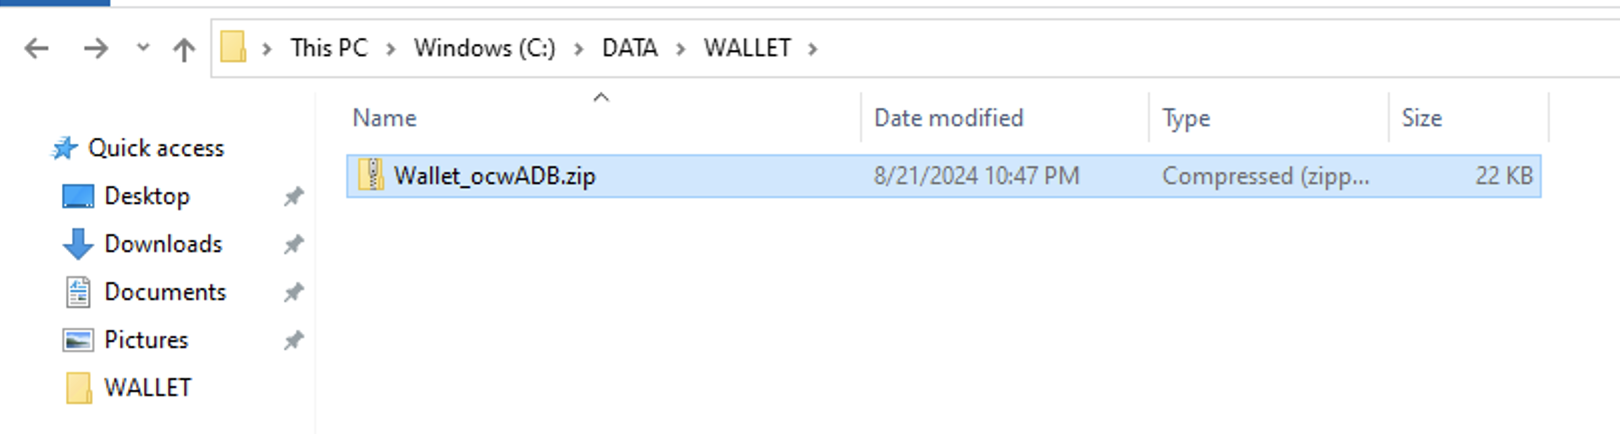 This PC > Windows (C:) > DATA > WALLET >
Name Date modified Type Size
Quick access
Wallet_ocwADB.zip 8/21/2024 10:47 PM Compressed (zipp... 22 KB
Desktop
Downloads
Documents
Pictures
WALLET